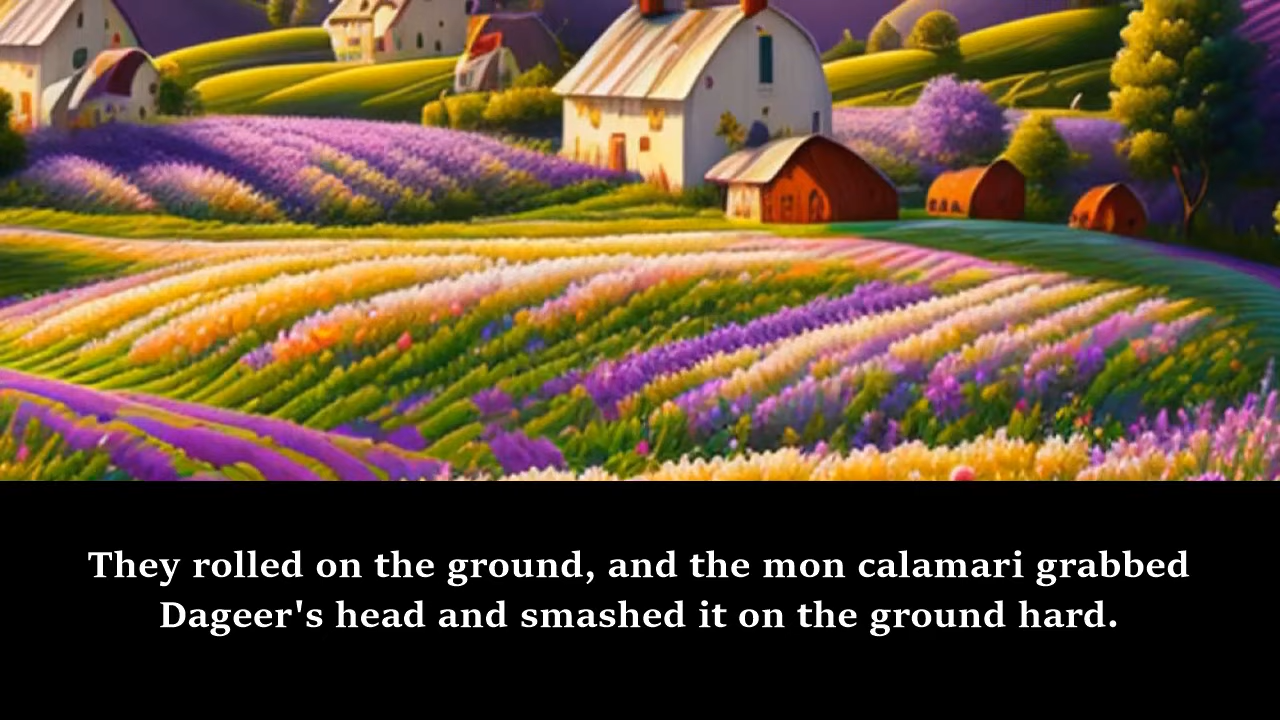 They rolled on the ground, and the mon calamari grabbed
Dageer's head and smashed it on the ground hard.